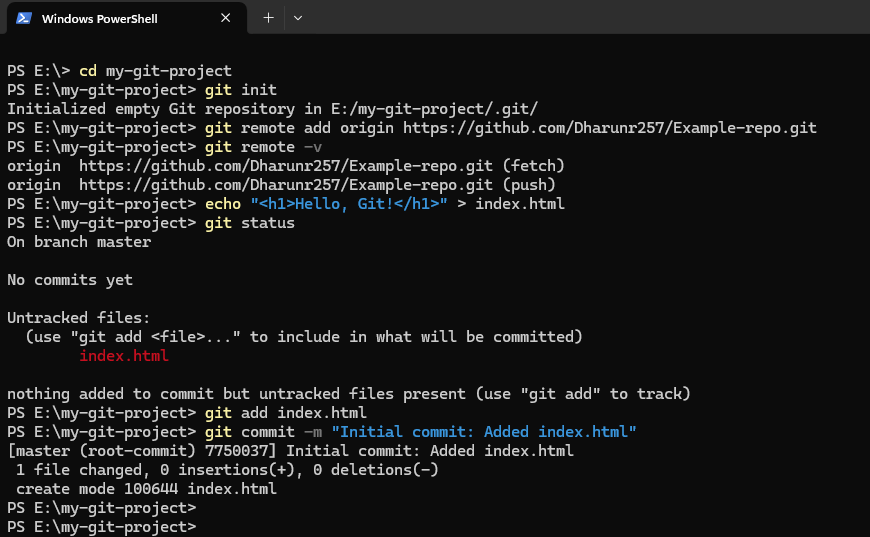 Windows PowerShell
PS E:\> cd my-git-project
PS E:\my-git-project> git init
Initialized empty Git repository in E:/my-git-project/.git/
PS E:\my-git-project> git remote add origin https://github.com/Dharunr257/Example-repo.git
PS E:\my-git-project> git remote -v
origin  https://github.com/Dharunr257/Example-repo.git (fetch)
origin  https://github.com/Dharunr257/Example-repo.git (push)
PS E:\my-git-project> echo "<h1>Hello, Git!</h1>" > index.html
PS E:\my-git-project> git status
On branch master
No commits yet
Untracked files:
  (use "git add <file>..." to include in what will be committed)
        index.html
nothing added to commit but untracked files present (use "git add" to track)
PS E:\my-git-project> git add index.html
PS E:\my-git-project> git commit -m "Initial commit: Added index.html"
[master (root-commit) 7750037] Initial commit: Added index.html
 1 file changed, 0 insertions(+), 0 deletions(-)
 create mode 100644 index.html
PS E:\my-git-project>
PS E:\my-git-project>